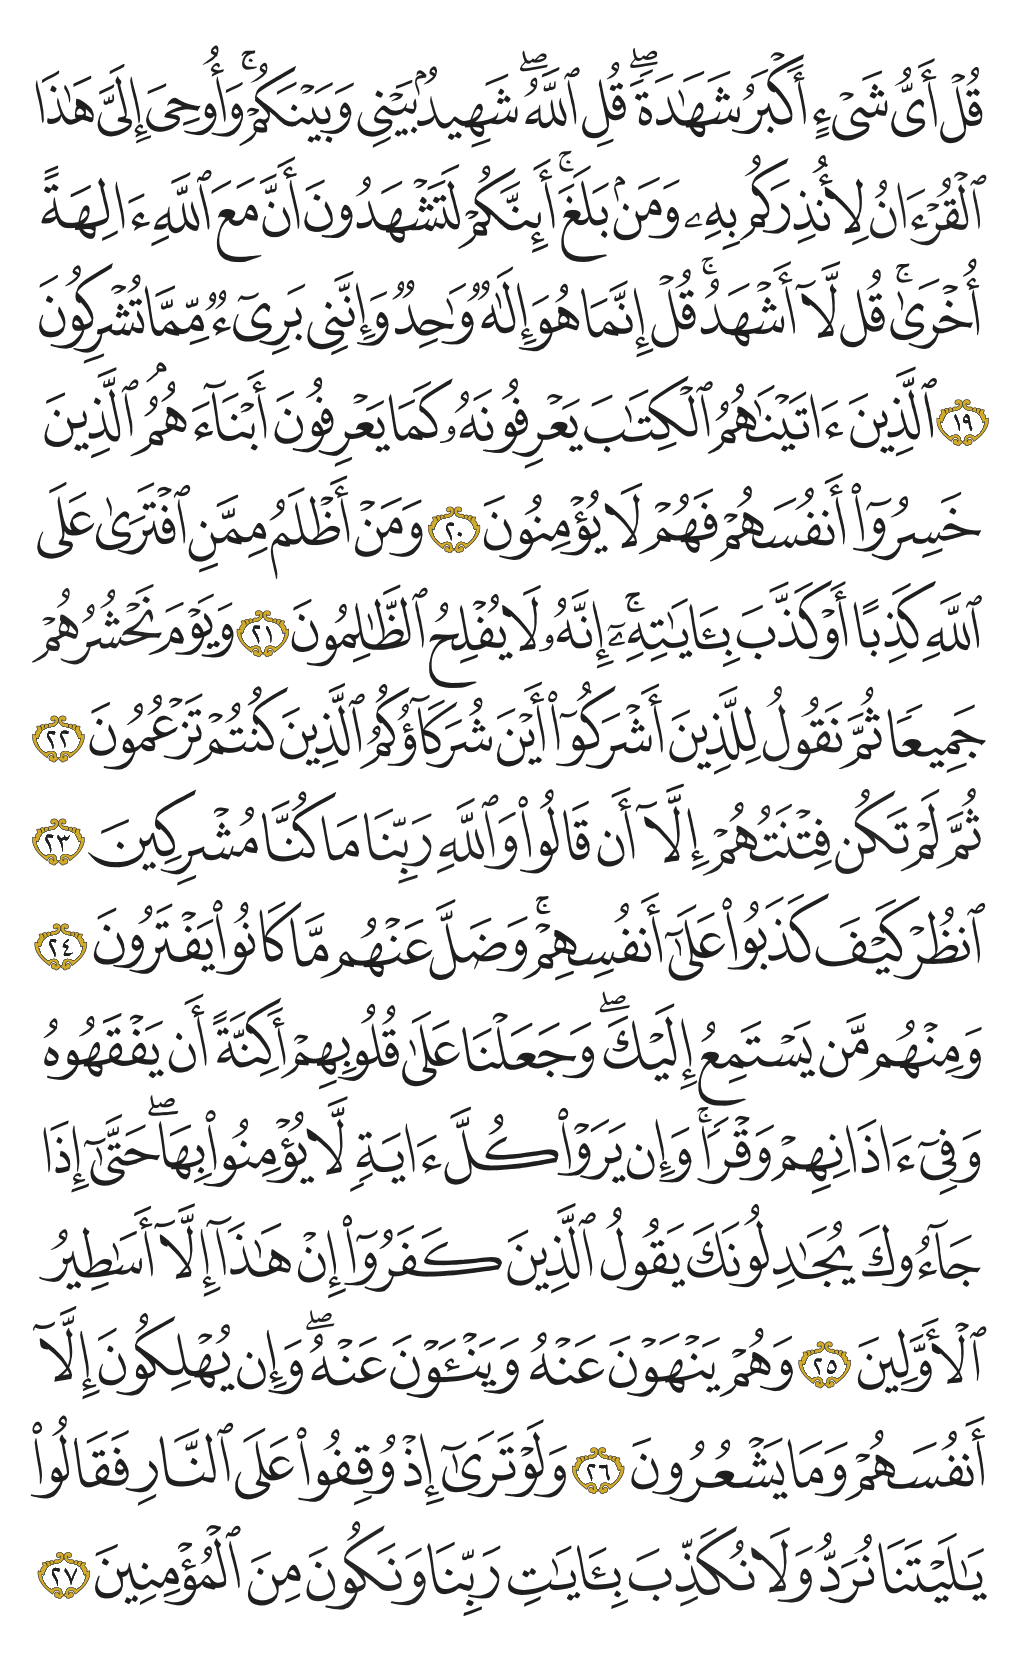 قُلْ أَىُّ شَىْءٍ أَكْبَرُ شَهَٰدَةًۖ قُلِ ٱللَّهُۖ شَهِيدٌۢ بَيْنِى وَبَيْنَكُمْۚ وَأُوحِىَ إِلَىَّ هَٰذَا
ٱلْقُرْءَانُ لِأُنذِرَكُم بِهِۦ وَمَنۢ بَلَغَۚ أَئِنَّكُمْ لَتَشْهَدُونَ أَنَّ مَعَ ٱللَّهِ ءَالِهَةً
أُخْرَىٰۚ قُل لَّآ أَشْهَدُۚ قُلْ إِنَّمَا هُوَ إِلَٰهٌ وَٰحِدٌ وَإِنَّنِى بَرِىٓءٌ مِّمَّا تُشْرِكُونَ
١٩ ٱلَّذِينَ ءَاتَيْنَٰهُمُ ٱلْكِتَٰبَ يَعْرِفُونَهُۥ كَمَا يَعْرِفُونَ أَبْنَآءَهُمُۘ ٱلَّذِينَ
خَسِرُوٓا۟ أَنفُسَهُمْ فَهُمْ لَا يُؤْمِنُونَ ٢٠ وَمَنْ أَظْلَمُ مِمَّنِ ٱفْتَرَىٰ عَلَى
ٱللَّهِ كَذِبًا أَوْ كَذَّبَ بِـَٔايَٰتِهِۦٓۚ إِنَّهُۥ لَا يُفْلِحُ ٱلظَّٰلِمُونَ ٢١ وَيَوْمَ نَحْشُرُهُمْ
جَمِيعًا ثُمَّ نَقُولُ لِلَّذِينَ أَشْرَكُوٓا۟ أَيْنَ شُرَكَآؤُكُمُ ٱلَّذِينَ كُنتُمْ تَزْعُمُونَ ٢٢
ثُمَّ لَمْ تَكُن فِتْنَتُهُمْ إِلَّآ أَن قَالُوا۟ وَٱللَّهِ رَبِّنَا مَا كُنَّا مُشْرِكِينَ ٢٣
ٱنظُرْ كَيْفَ كَذَبُوا۟ عَلَىٰٓ أَنفُسِهِمْۚ وَضَلَّ عَنْهُم مَّا كَانُوا۟ يَفْتَرُونَ ٢٤
وَمِنْهُم مَّن يَسْتَمِعُ إِلَيْكَۖ وَجَعَلْنَا عَلَىٰ قُلُوبِهِمْ أَكِنَّةً أَن يَفْقَهُوهُ
وَفِىٓ ءَاذَانِهِمْ وَقْرًاۚ وَإِن يَرَوْا۟ كُلَّ ءَايَةٍ لَّا يُؤْمِنُوا۟ بِهَاۖ حَتَّىٰٓ إِذَا
جَآءُوكَ يُجَٰدِلُونَكَ يَقُولُ ٱلَّذِينَ كَفَرُوٓا۟ إِنْ هَٰذَآ إِلَّآ أَسَٰطِيرُ
ٱلْأَوَّلِينَ ٢٥ وَهُمْ يَنْهَوْنَ عَنْهُ وَيَنْـَٔوْنَ عَنْهُۖ وَإِن يُهْلِكُونَ إِلَّآ
أَنفُسَهُمْ وَمَا يَشْعُرُونَ ٢٦ وَلَوْ تَرَىٰٓ إِذْ وُقِفُوا۟ عَلَى ٱلنَّارِ فَقَالُوا۟
يَٰلَيْتَنَا نُرَدُّ وَلَا نُكَذِّبَ بِـَٔايَٰتِ رَبِّنَا وَنَكُونَ مِنَ ٱلْمُؤْمِنِينَ ٢٧